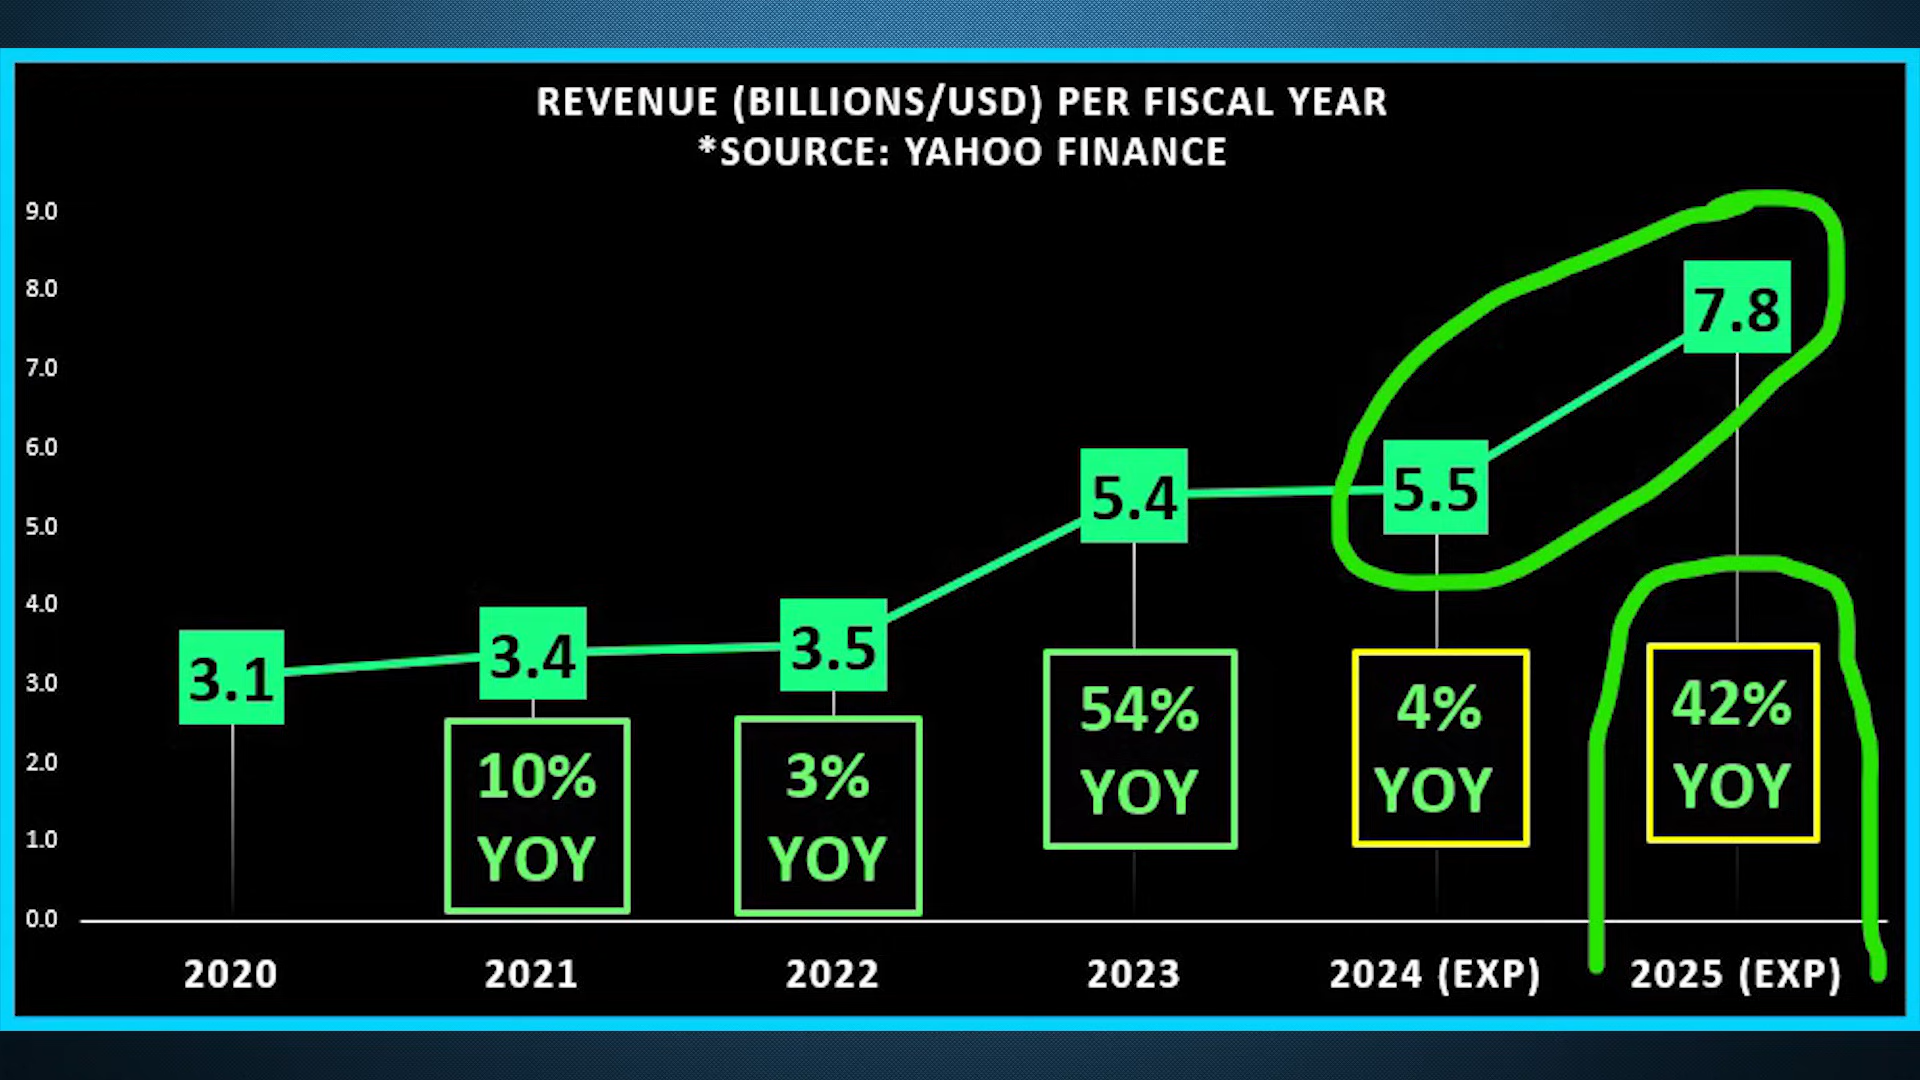 REVENUE (BILLIONS/USD) PER FISCAL YEAR
*SOURCE: YAHOO FINANCE
9.0
8.0
7.0
6.0
5.0
4.0
3.0
2.0
1.0
0.0
3.1
3.4
3.5
5.4
5.5
7.8
10%
YOY
3%
YOY
54%
YOY
4%
YOY
42%
YOY
2020
2021
2022
2023
2024 (EXP)
2025 (EXP)